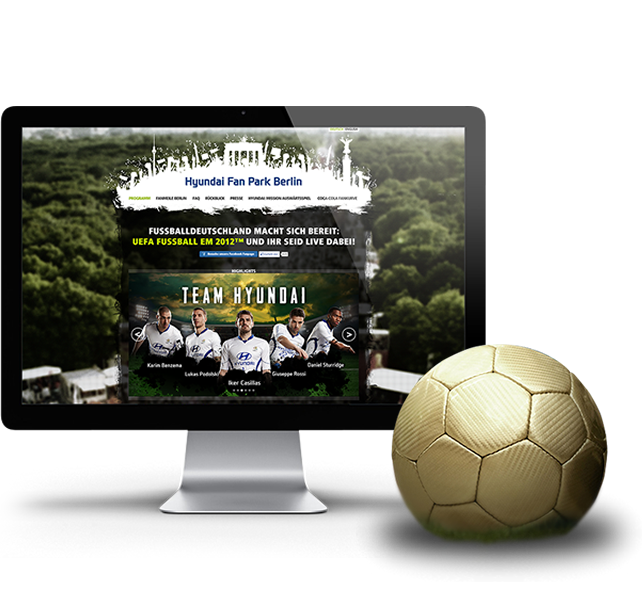 Hyundai Fan Park Berlin
PROGRAMM FANMEILE BERLIN FAQ RÜCKBLICK PRESSE HYUNDAI MISSION AUSWÄRTSSPIEL COCA-COLA FANKURVE
FUSSBALLDEUTSCHLAND MACHT SICH BEREIT:
UEFA FUSSBALL EM 2012™ UND IHR SEID LIVE DABEI!
HIGHLIGHTS
TEAM HYUNDAI
HYUNDAI
Karim Benzema
Lukas Podolski
Iker Casillas
Giuseppe Rossi
Daniel Sturridge